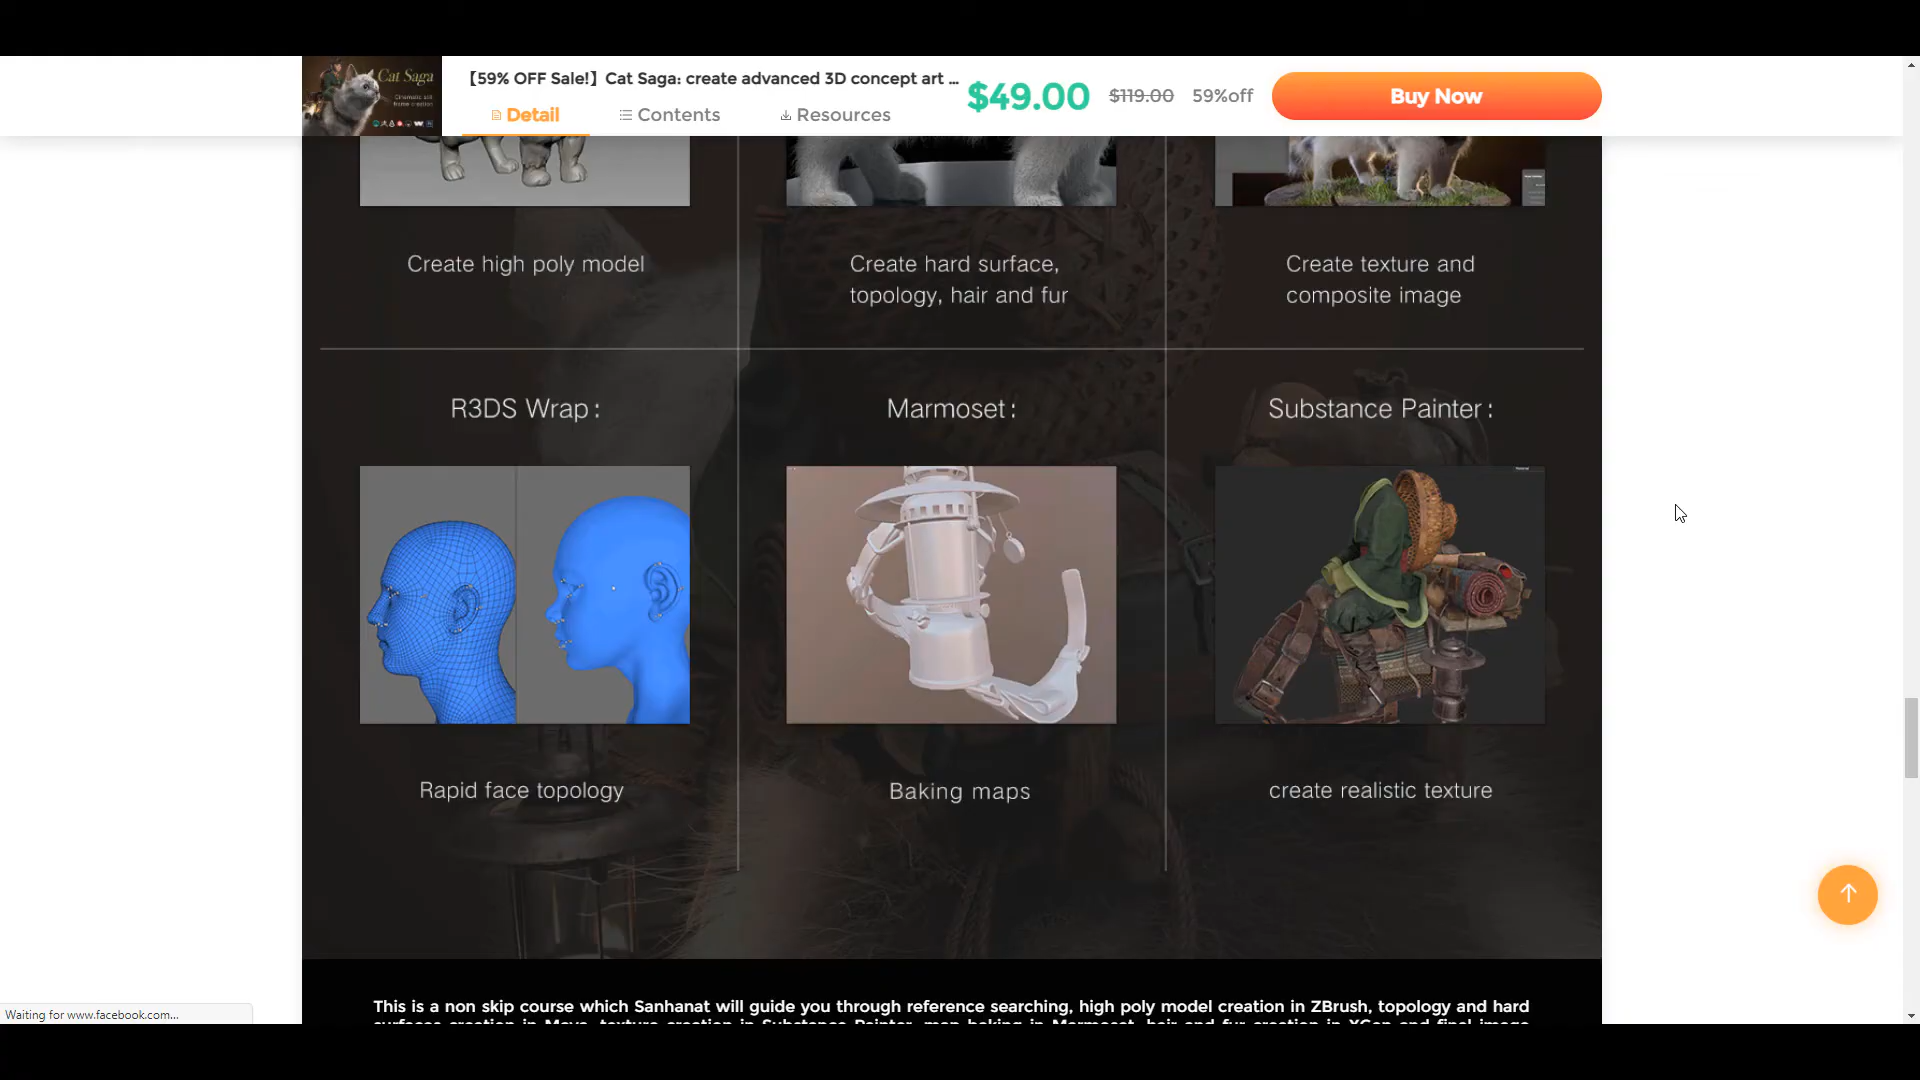 Cat Saga
【59% OFF Sale!】Cat Saga: create advanced 3D concept art ...
$49.00 $119.00 59%off
Buy Now
Detail Contents Resources
Create high poly model
Create hard surface,
topology, hair and fur
Create texture and
composite image
R3DS Wrap :
Marmoset :
Substance Painter :
Rapid face topology
Baking maps
create realistic texture
This is a non skip course which Sanhanat will guide you through reference searching, high poly model creation in ZBrush, topology and hard
Waiting for www.facebook.com...